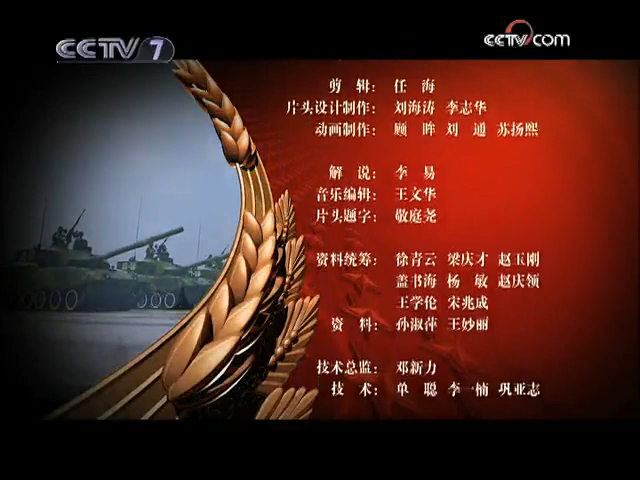 CCTV 7
CCTV.com
剪 辑： 任 海
片头设计制作： 刘海涛 李志华
动画制作： 顾 眸 刘 通 苏扬熙
解 说： 李 易
音乐编辑： 王文华
片头题字： 敬庭尧
资料统筹： 徐青云 梁庆才 赵玉刚
盖书海 杨 敏 赵庆领
王学伦 宋兆成
资 料： 孙淑萍 王妙丽
技术总监： 邓新力
技 术： 单 聪 李一楠 巩亚志